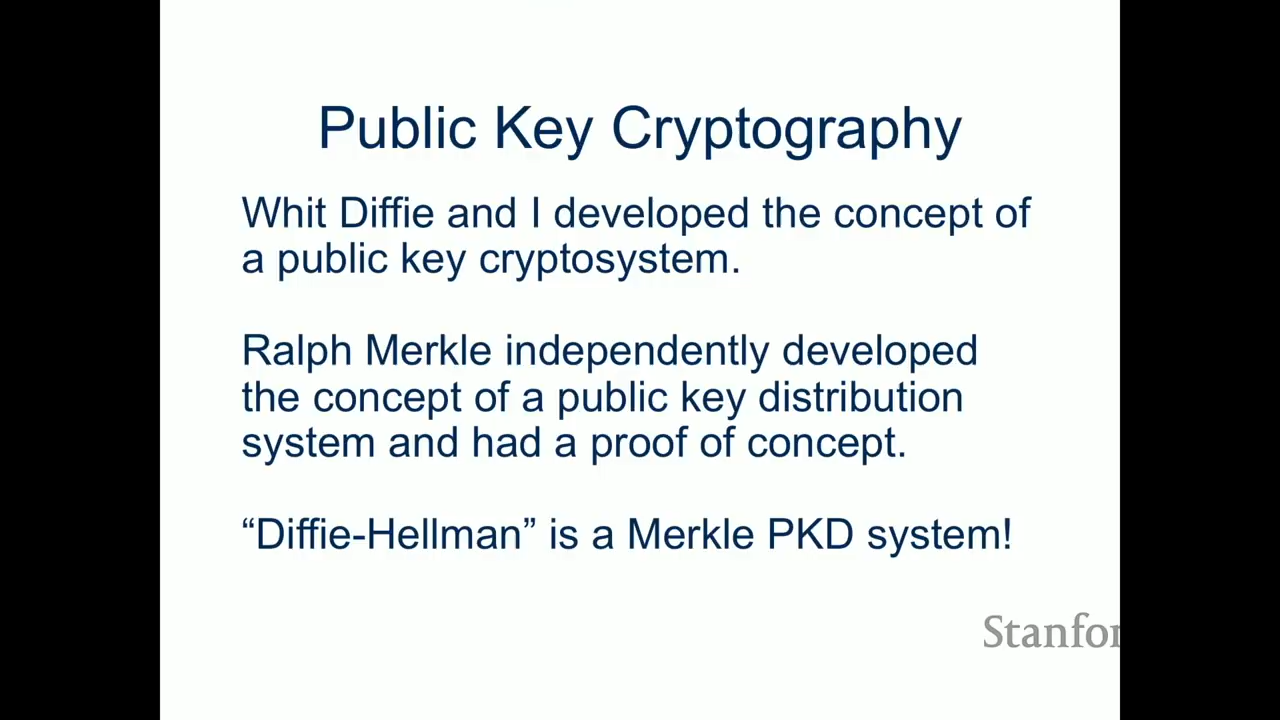 Public Key Cryptography
Whit Diffie and I developed the concept of
a public key cryptosystem.
Ralph Merkle independently developed
the concept of a public key distribution
system and had a proof of concept.
“Diffie-Hellman” is a Merkle PKD system!
Stanfor